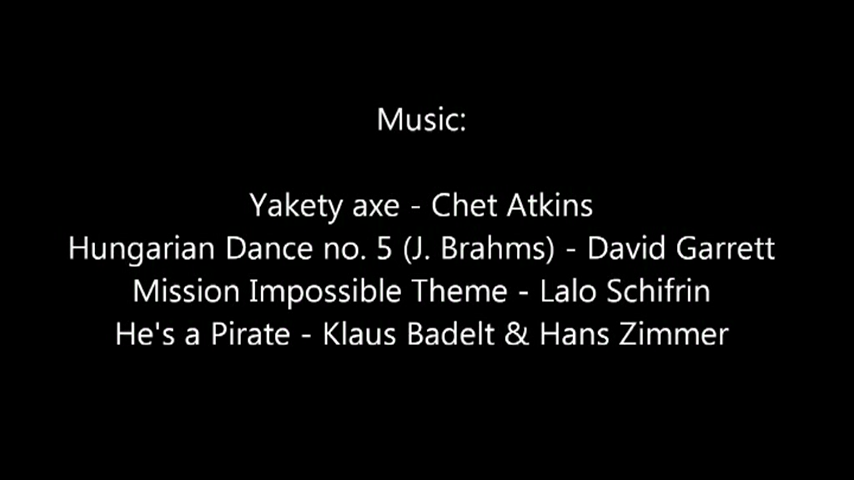 Music:
Yakety axe - Chet Atkins
Hungarian Dance no. 5 (J. Brahms) - David Garrett
Mission Impossible Theme - Lalo Schifrin
He's a Pirate - Klaus Badelt & Hans Zimmer